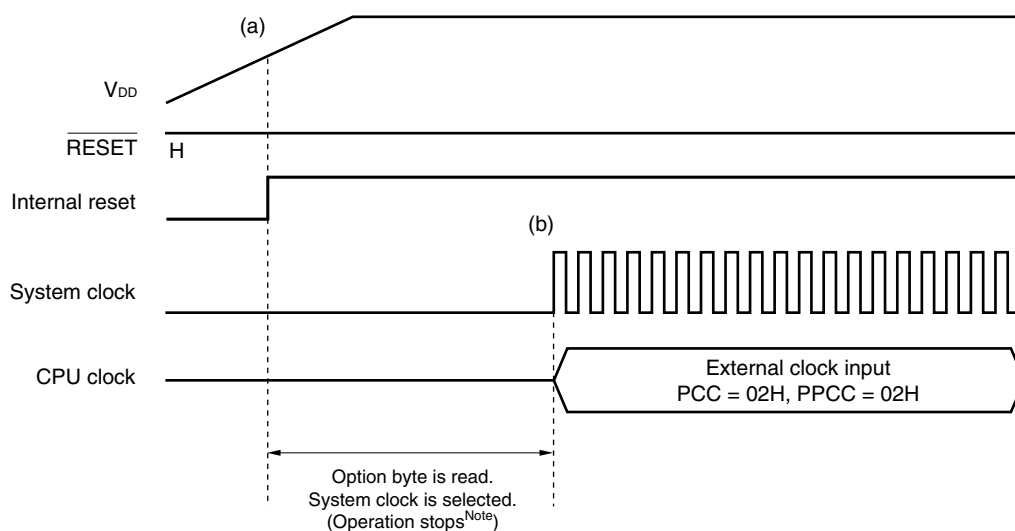 (a)
VDD
RESET
H
Internal reset
(b)
System clock
CPU clock
External clock input
PCC = 02H, PPCC = 02H
Option byte is read.
System clock is selected.
(Operation stopsNote)